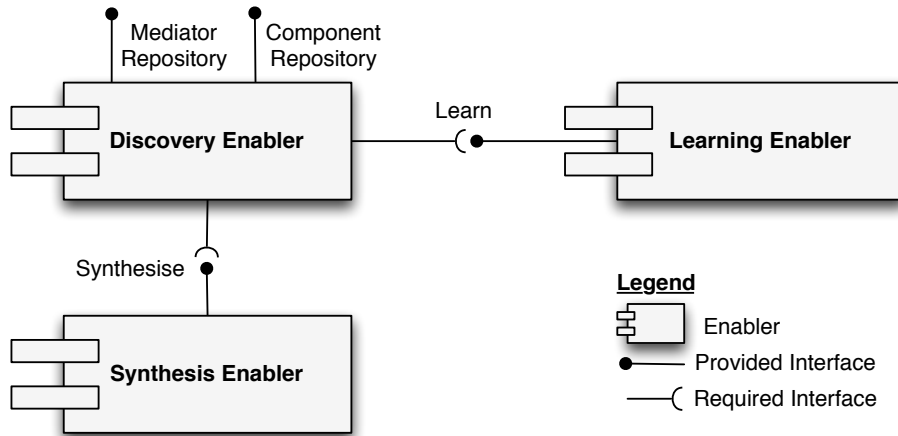 Mediator
Repository
Component
Repository
Discovery Enabler
Learn
Learning Enabler
Synthesise
Synthesis Enabler
Legend
Enabler
Provided Interface
Required Interface